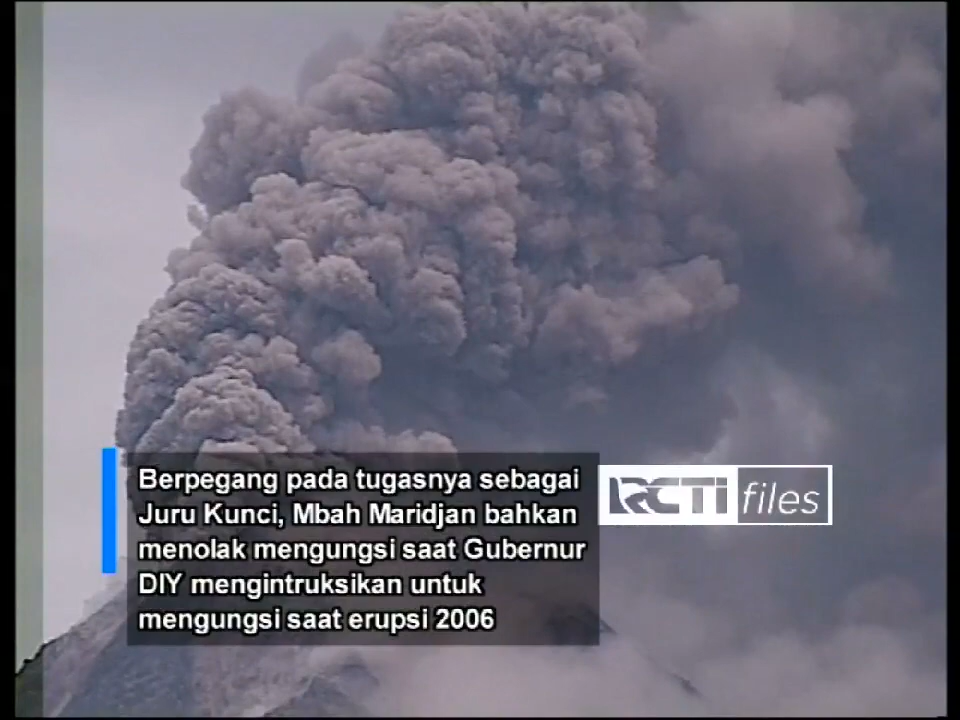 Berpegang pada tugasnya sebagai
Juru Kunci, Mbah Maridjan bahkan
menolak mengungsi saat Gubernur
DIY mengintruksikan untuk
mengungsi saat erupsi 2006
RCTI files